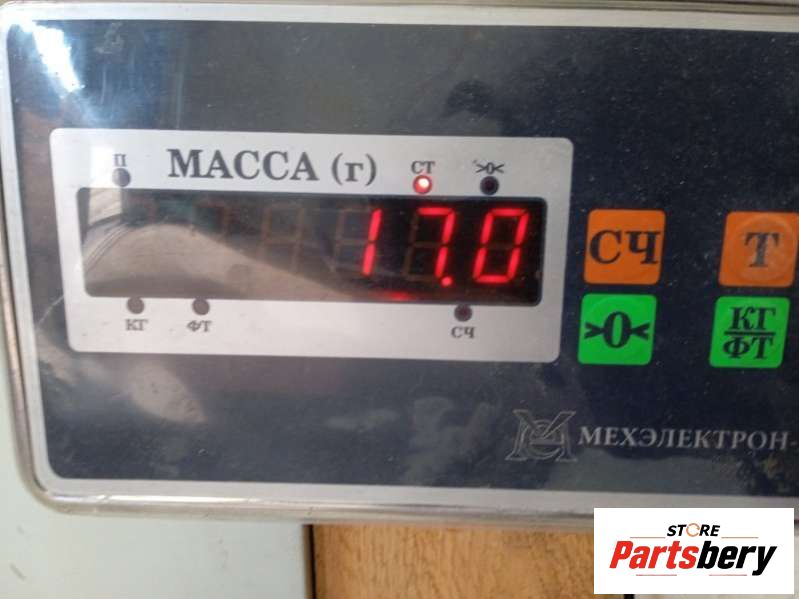 П МАССА (г) СТ >0<
17.0
КГ ФТ СЧ
СЧ Т
>0< КГ
ФТ
МЕХЭЛЕКТРОН-
STORE
Partsbery